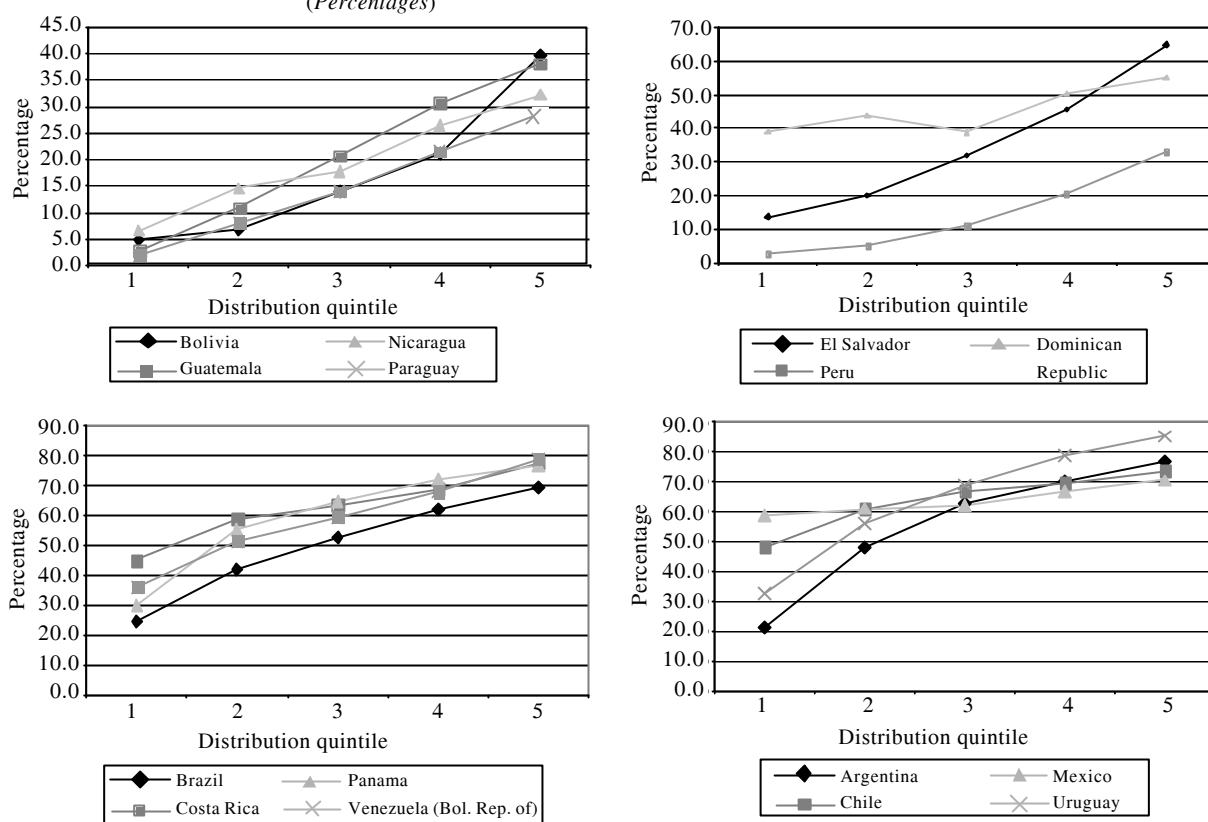 (Percentages)
45.0
40.0
35.0
30.0
25.0
20.0
15.0
10.0
5.0
0.0
Percentage
1 2 3 4 5
Distribution quintile
Bolivia Nicaragua
Guatemala Paraguay
70.0
60.0
50.0
40.0
30.0
20.0
10.0
0
Percentage
1 2 3 4 5
Distribution quintile
El Salvador Dominican
Peru Republic
90.0
80.0
70.0
60.0
50.0
40.0
30.0
20.0
10.0
0.0
Percentage
1 2 3 4 5
Distribution quintile
Brazil Panama
Costa Rica Venezuela (Bol. Rep. of)
90.0
80.0
70.0
60.0
50.0
40.0
30.0
20.0
10.0
0.0
Percentage
1 2 3 4 5
Distribution quintile
Argentina Mexico
Chile Uruguay